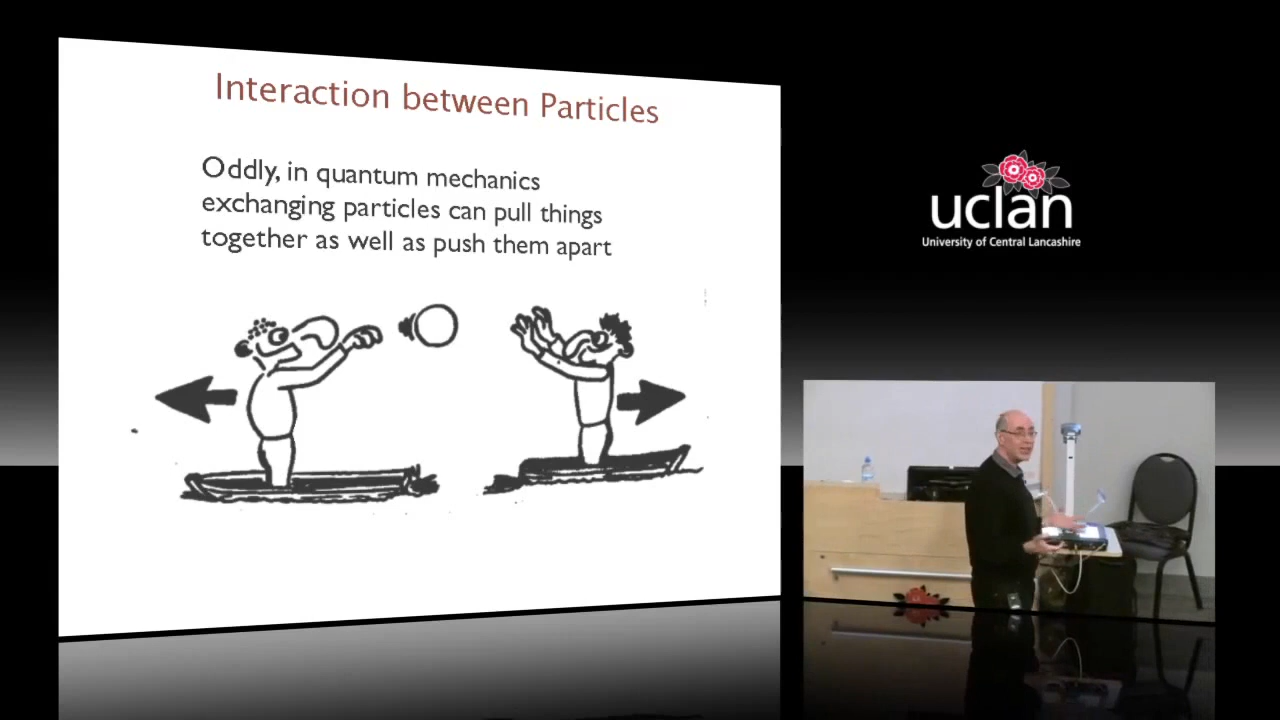 Interaction between Particles
Oddly, in quantum mechanics
exchanging particles can pull things
together as well as push them apart
uclan
University of Central Lancashire